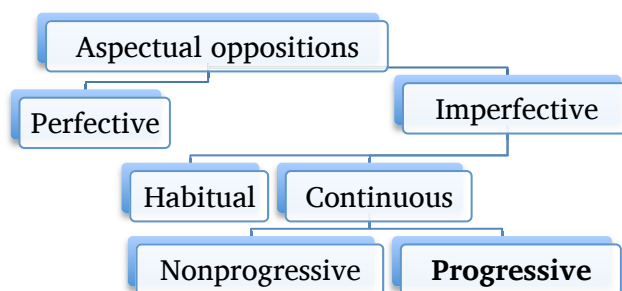 Aspectual oppositions
Perfective
Imperfective
Habitual
Continuous
Nonprogressive
Progressive